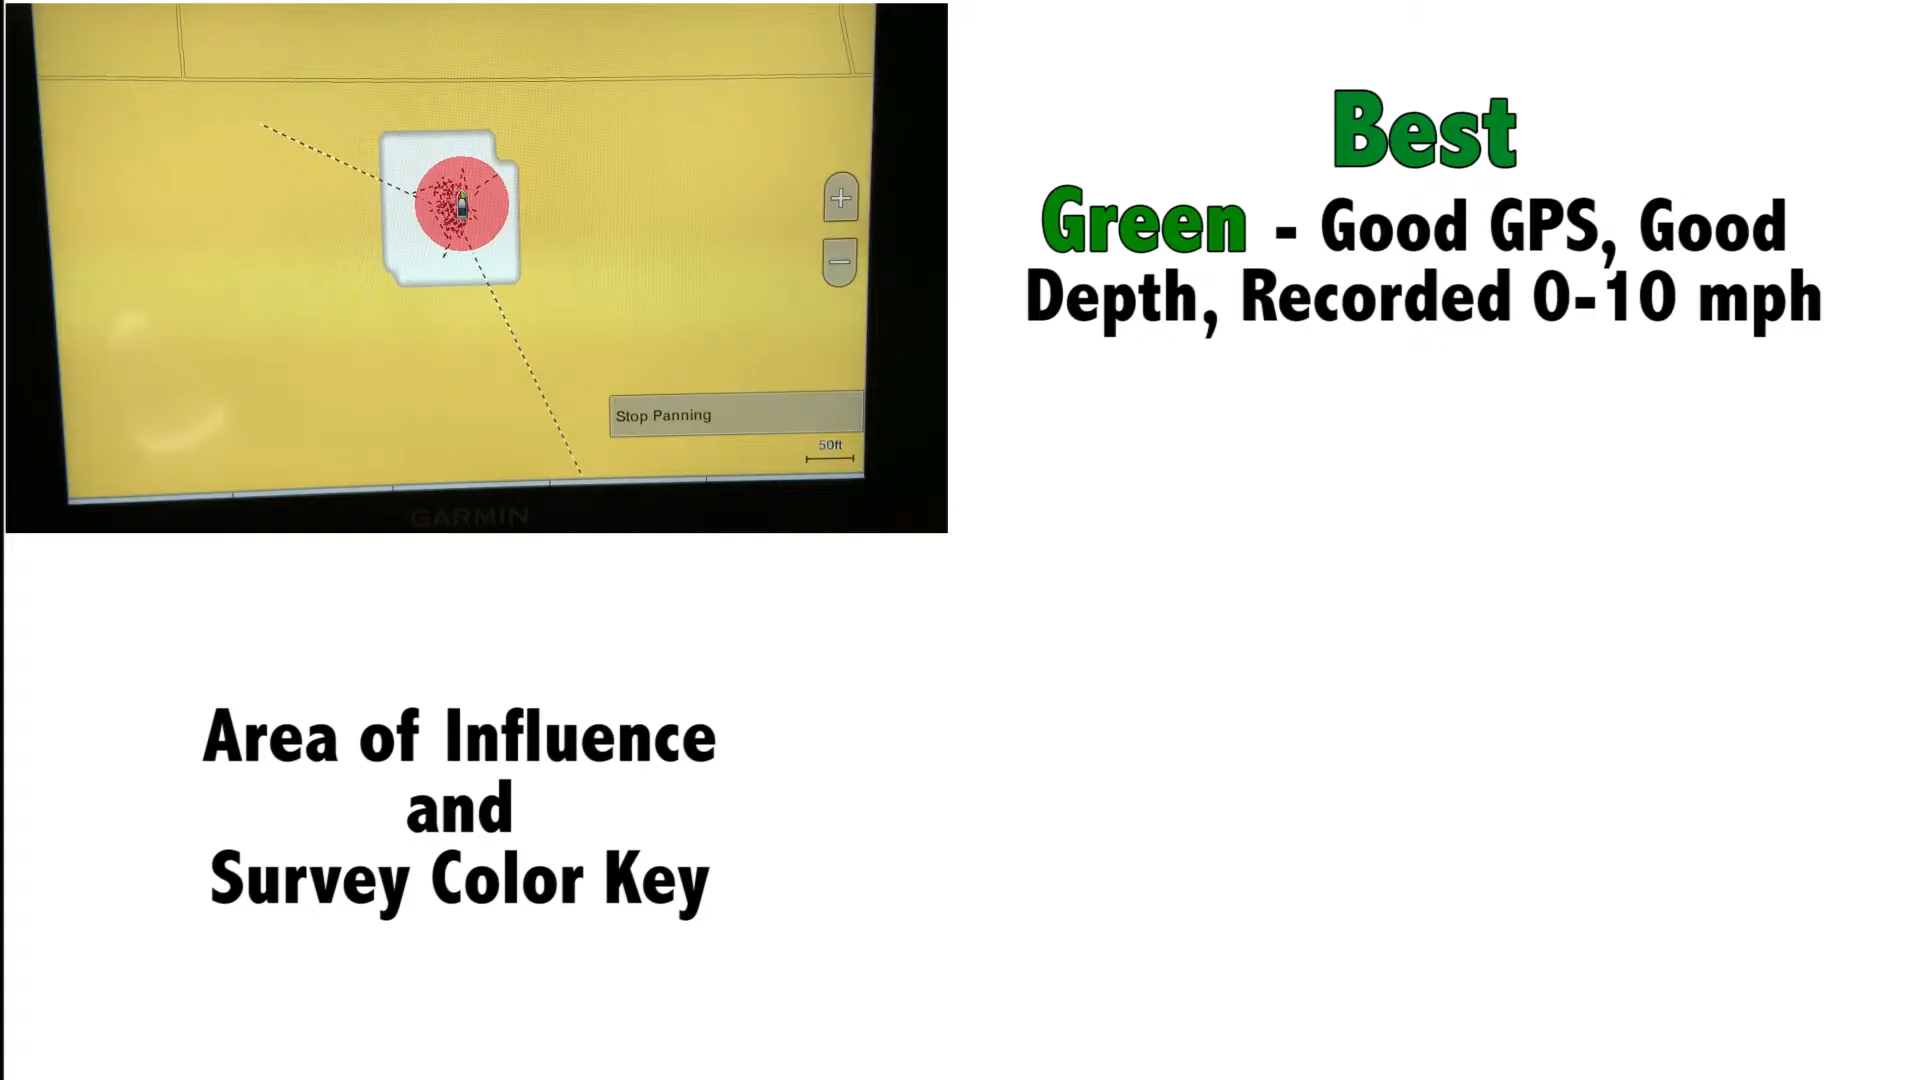 Stop Panning
50ft
GARMIN
Best
Green - Good GPS, Good
Depth, Recorded 0-10 mph
Area of Influence
and
Survey Color Key